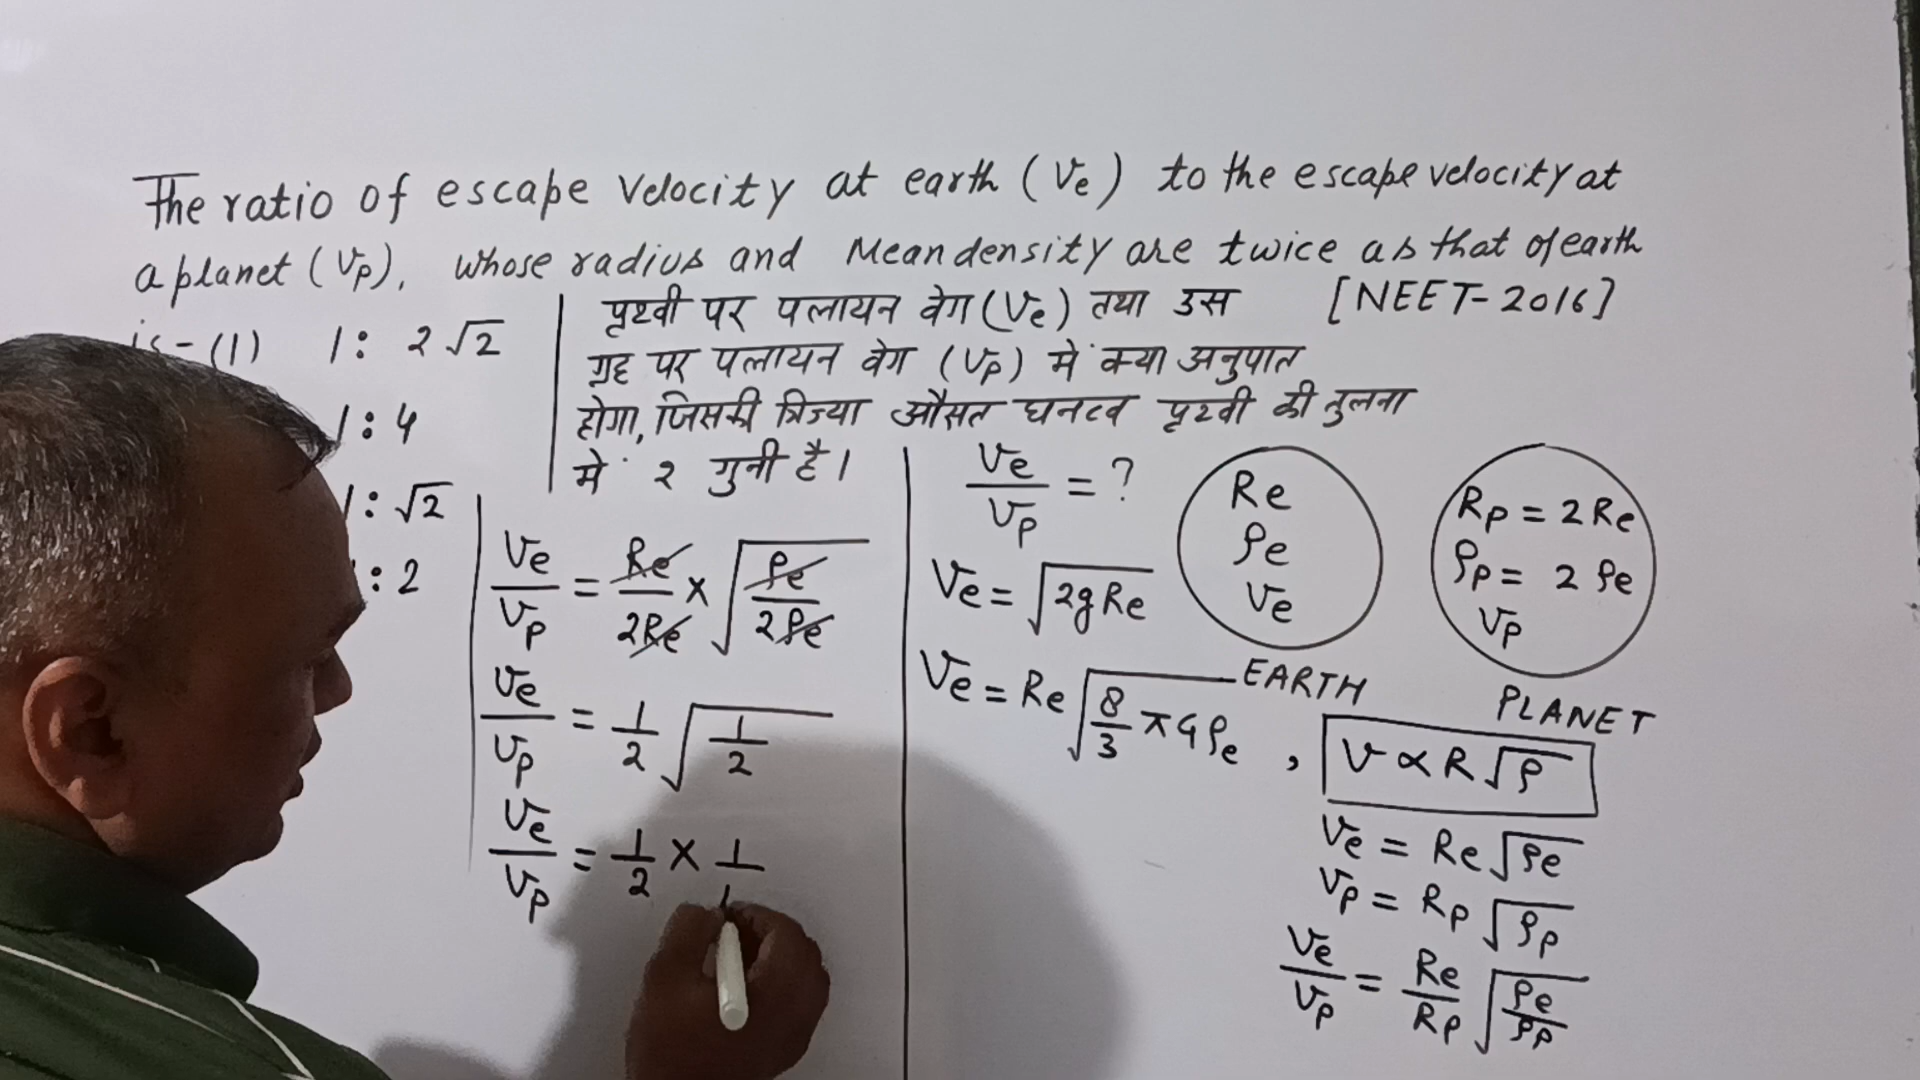 The ratio of escape velocity at earth (Ve) to the escape velocity at
a planet (Vp), whose radius and Mean density are twice as that of earth
is - (1) 1 : 2√2
1 : 4
1 : √2
: 2
[NEET-2016]
पृथ्वी पर पलायन वेग (Ve) तथा उस
ग्रह पर पलायन वेग (Vp) में क्या अनुपात
होगा, जिसकी त्रिज्या औसत घनत्व पृथ्वी की तुलना
में 2 गुनी है।
Ve/Vp = ?
Ve = √2gRe
Ve = Re √8/3 πGρe , V ∝ R√ρ
Re
ρe
Ve
EARTH
Rp = 2Re
ρp = 2ρe
Vp
PLANET
Ve = Re√ρe
Vp = Rp√ρp
Ve/Vp = Re/Rp √ρe/ρp
Ve/Vp = Re/2Re × √ρe/2ρe
Ve/Vp = 1/2 √1/2
Ve/Vp = 1/2 × 1